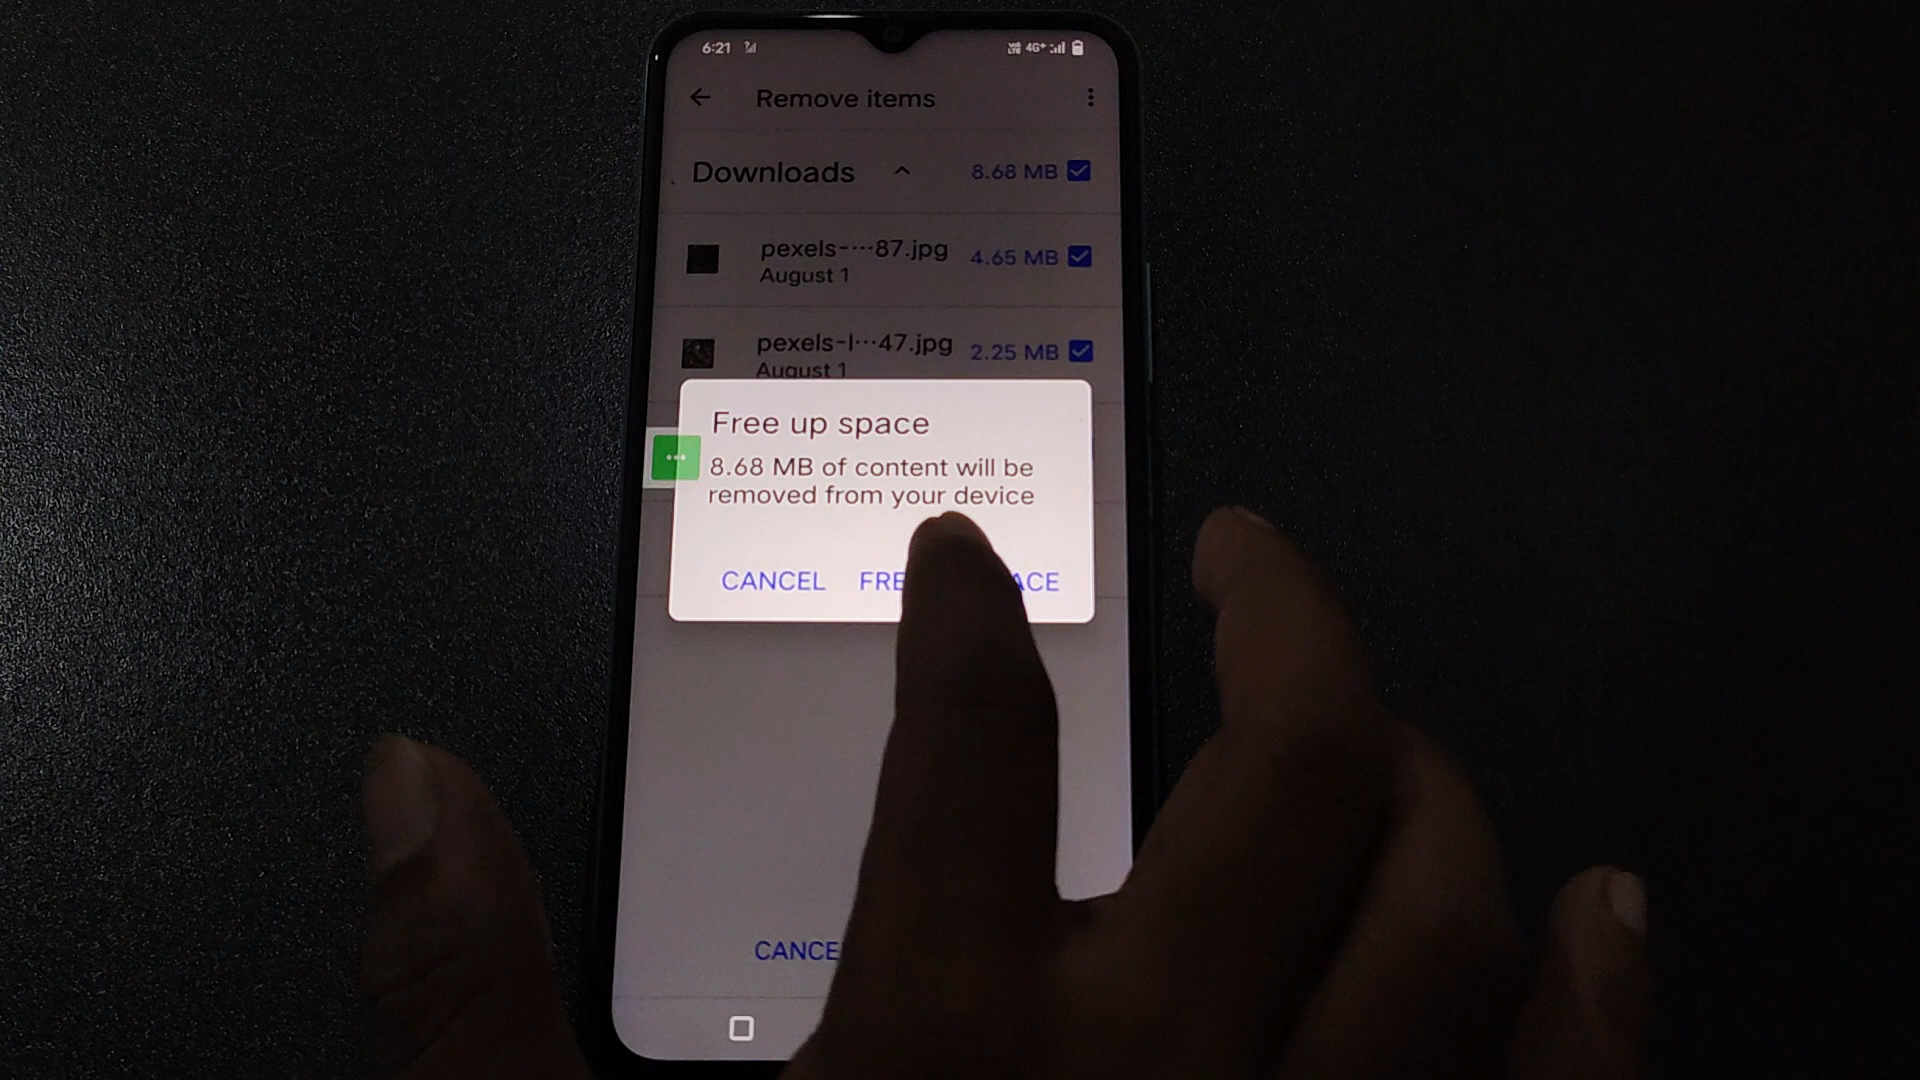 6:21
4G+
Remove items
Downloads 8.68 MB
pexels-···87.jpg 4.65 MB
August 1
pexels-l···47.jpg 2.25 MB
August 1
Free up space
8.68 MB of content will be
removed from your device
CANCEL